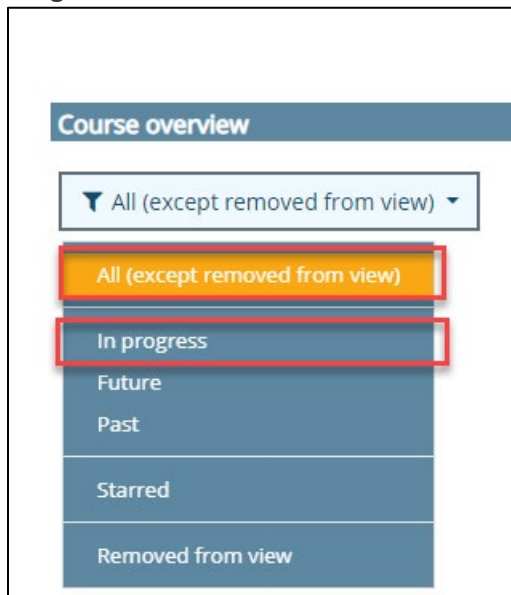 Course overview
All (except removed from view)
All (except removed from view)
In progress
Future
Past
Starred
Removed from view